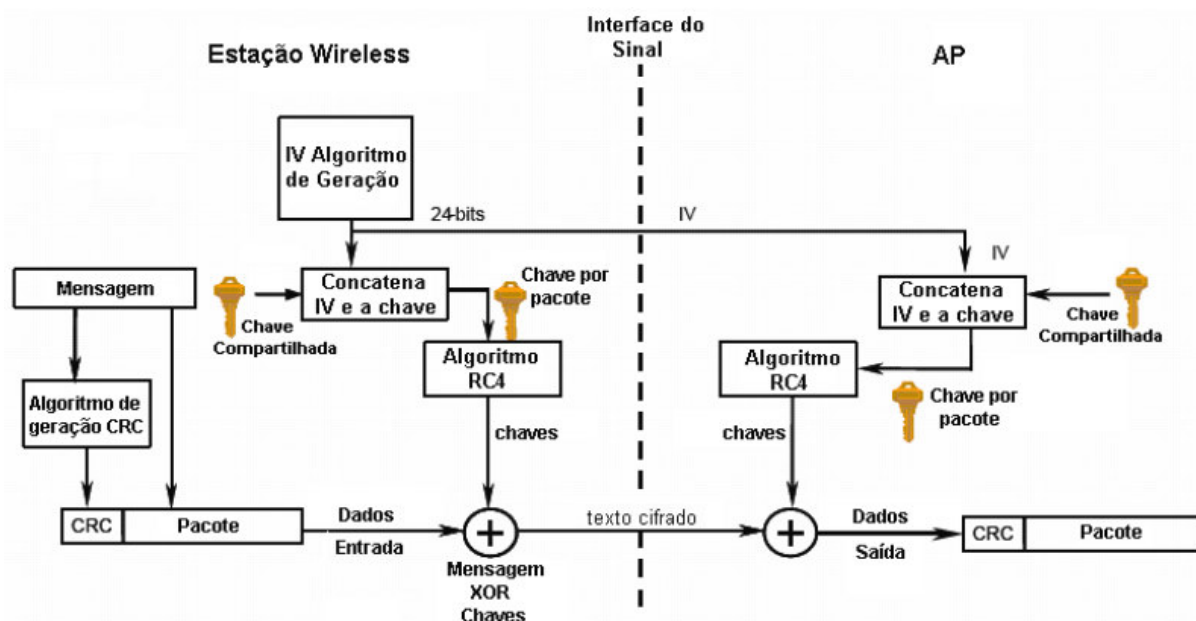 Estação Wireless
Interface do
Sinal
AP
IV Algoritmo
de Geração
24-bits
IV
IV
Mensagem
Concatena
IV e a chave
Chave por
pacote
Chave
Compartilhada
Concatena
IV e a chave
Chave
Compartilhada
Algoritmo
RC4
Algoritmo
RC4
Algoritmo de
geração CRC
Chave por
pacote
chaves
chaves
CRC
Pacote
Dados
Entrada
texto cifrado
Dados
Saída
CRC
Pacote
Mensagem
XOR
Chaves